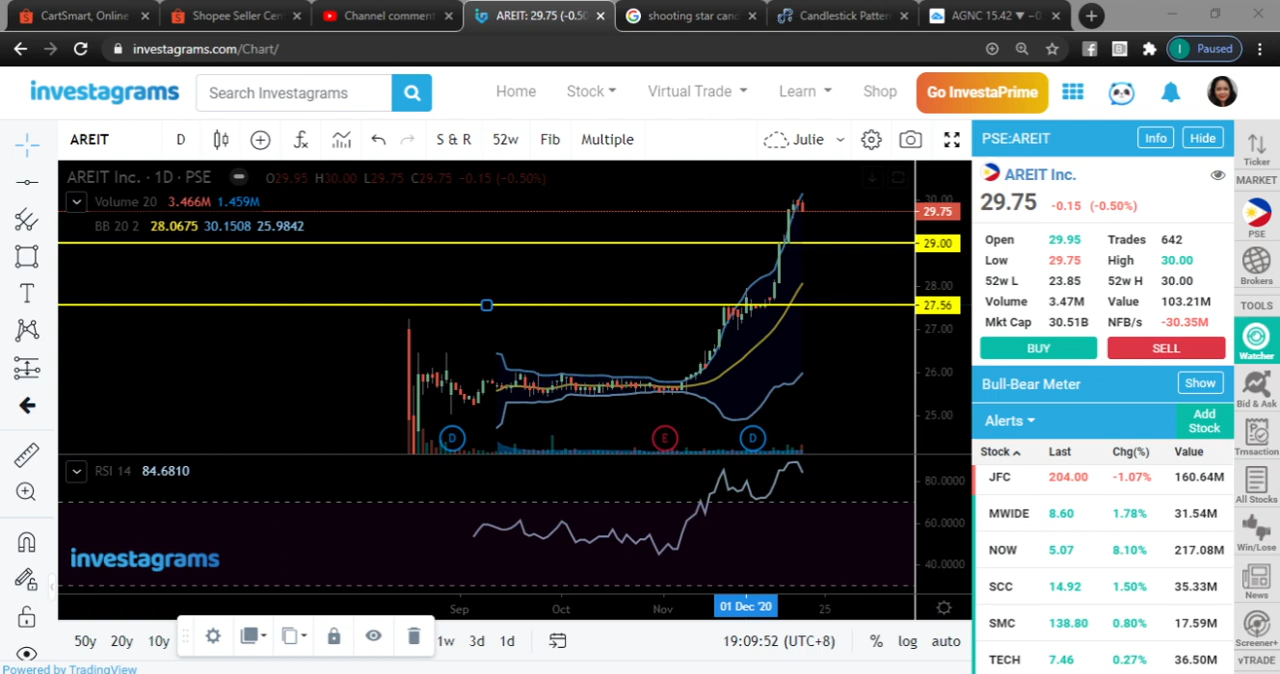 CartSmart, Online
Shopee Seller Cen
Channel comment
AREIT: 29.75 (-0.50
shooting star canc
Candlestick Pattern
AGNC 15.42 ▼ −0
investagrams.com/Chart/
Paused
investagrams
Search Investagrams
Home
Stock
Virtual Trade
Learn
Shop
Go InvestaPrime
AREIT
D
S & R
52w
Fib
Multiple
Julie
PSE:AREIT
Info
Hide
Ticker
MARKET
PSE
Brokers
TOOLS
Watcher
Bid & Ask
Trnsaction
All Stocks
Win/Lose
News
Screener+
vTRADE
AREIT Inc. · 1D · PSE
O29.95 H30.00 L29.75 C29.75 -0.15 (-0.50%)
Volume 20 3.466M 1.459M
BB 20 2 28.0675 30.1508 25.9842
30.00
29.75
29.00
28.00
27.56
27.00
26.00
25.00
D
E
D
RSI 14 84.6810
80.0000
60.0000
40.0000
investagrams
Sep
Oct
Nov
01 Dec '20
25
50y
20y
10y
1w
3d
1d
19:09:52 (UTC+8)
%
log
auto
Powered by TradingView
AREIT Inc.
29.75 -0.15 (-0.50%)
Open 29.95 Trades 642
Low 29.75 High 30.00
52w L 23.85 52w H 30.00
Volume 3.47M Value 103.21M
Mkt Cap 30.51B NFB/s -30.35M
BUY
SELL
Bull-Bear Meter
Show
Alerts
Add
Stock
Stock Last Chg(%) Value
JFC 204.00 -1.07% 160.64M
MWIDE 8.60 1.78% 31.54M
NOW 5.07 8.10% 217.08M
SCC 14.92 1.50% 35.33M
SMC 138.80 0.80% 17.59M
TECH 7.46 0.27% 36.50M